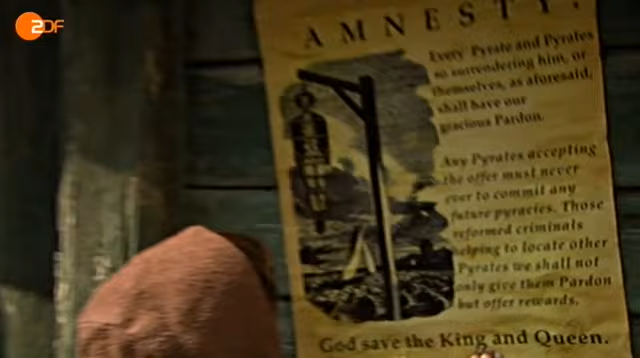 ZDF
AMNESTY.
Every Pyrate and Pyrates
so surrendering him, or
themselves, as aforesaid,
shall have our
gracious Pardon.
Any Pyrates accepting
the offer must never
ever to commit any
future pyracies. Those
reformed criminals
helping to locate other
Pyrates we shall not
only give them Pardon
but offer rewards.
God save the King and Queen.